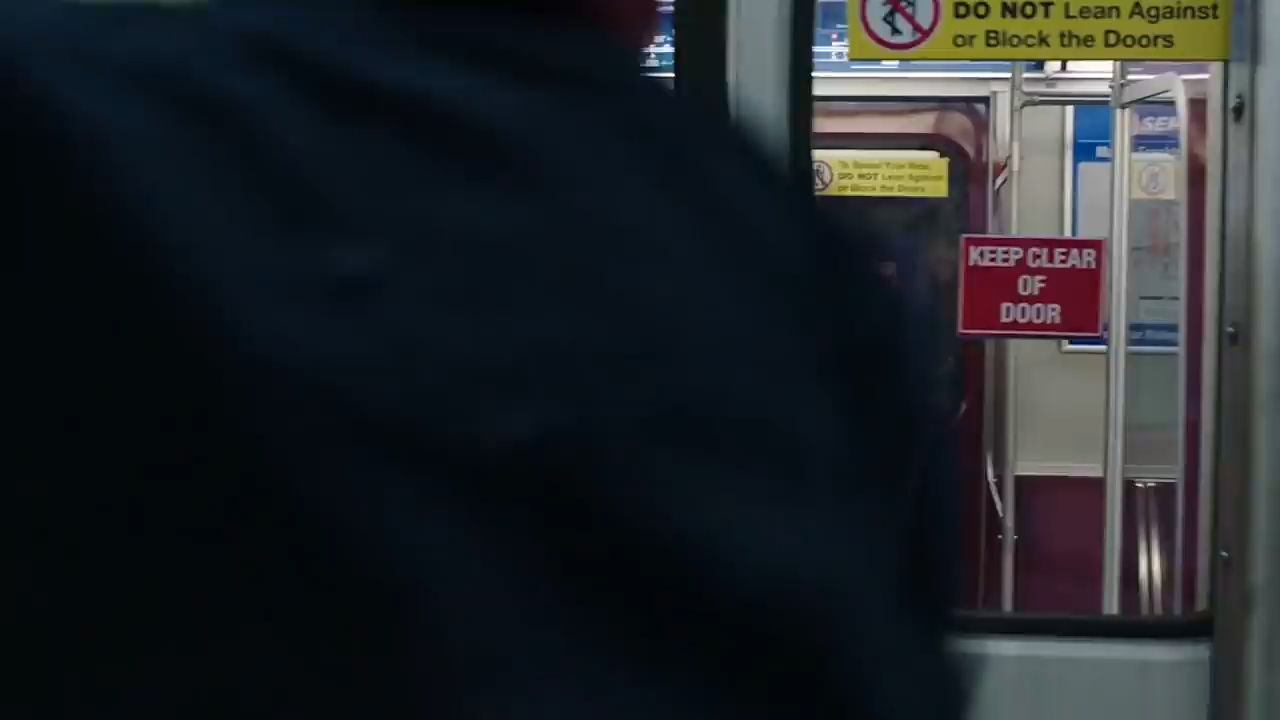 DO NOT Lean Against
or Block the Doors
DO NOT Lean Against
or Block the Doors
KEEP CLEAR
OF
DOOR